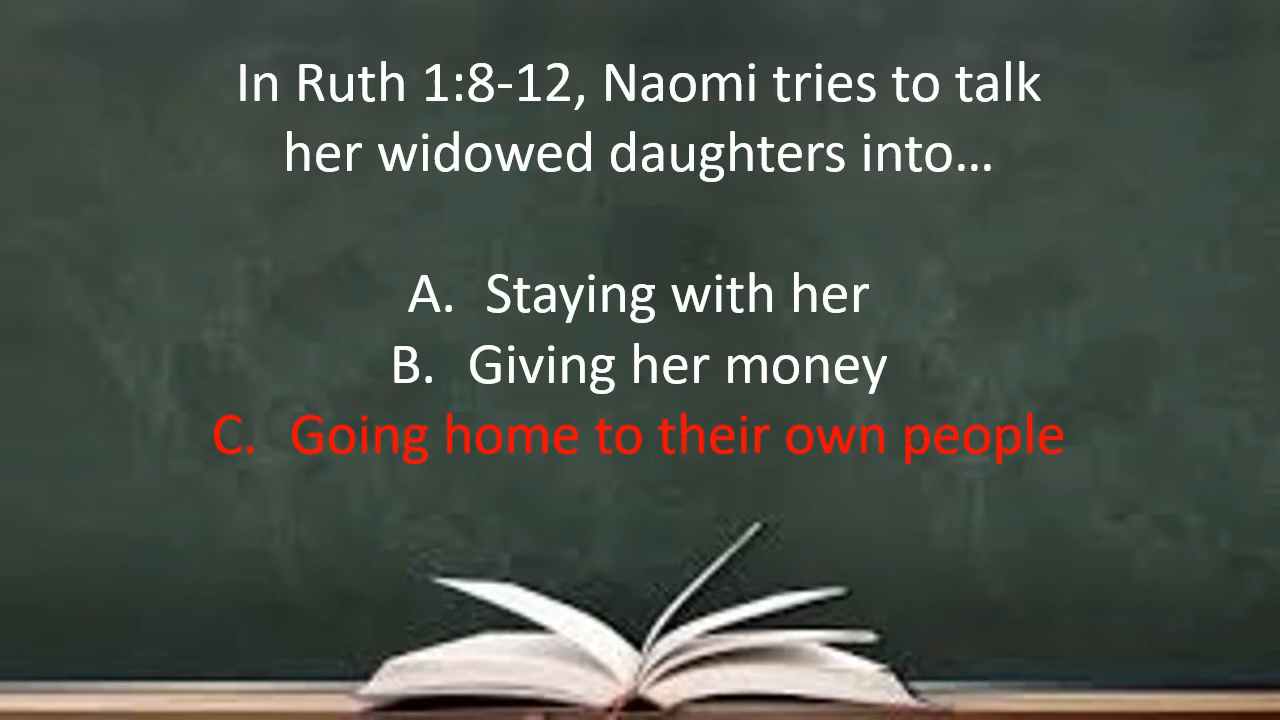 In Ruth 1:8-12, Naomi tries to talk
her widowed daughters into…
A. Staying with her
B. Giving her money
C. Going home to their own people